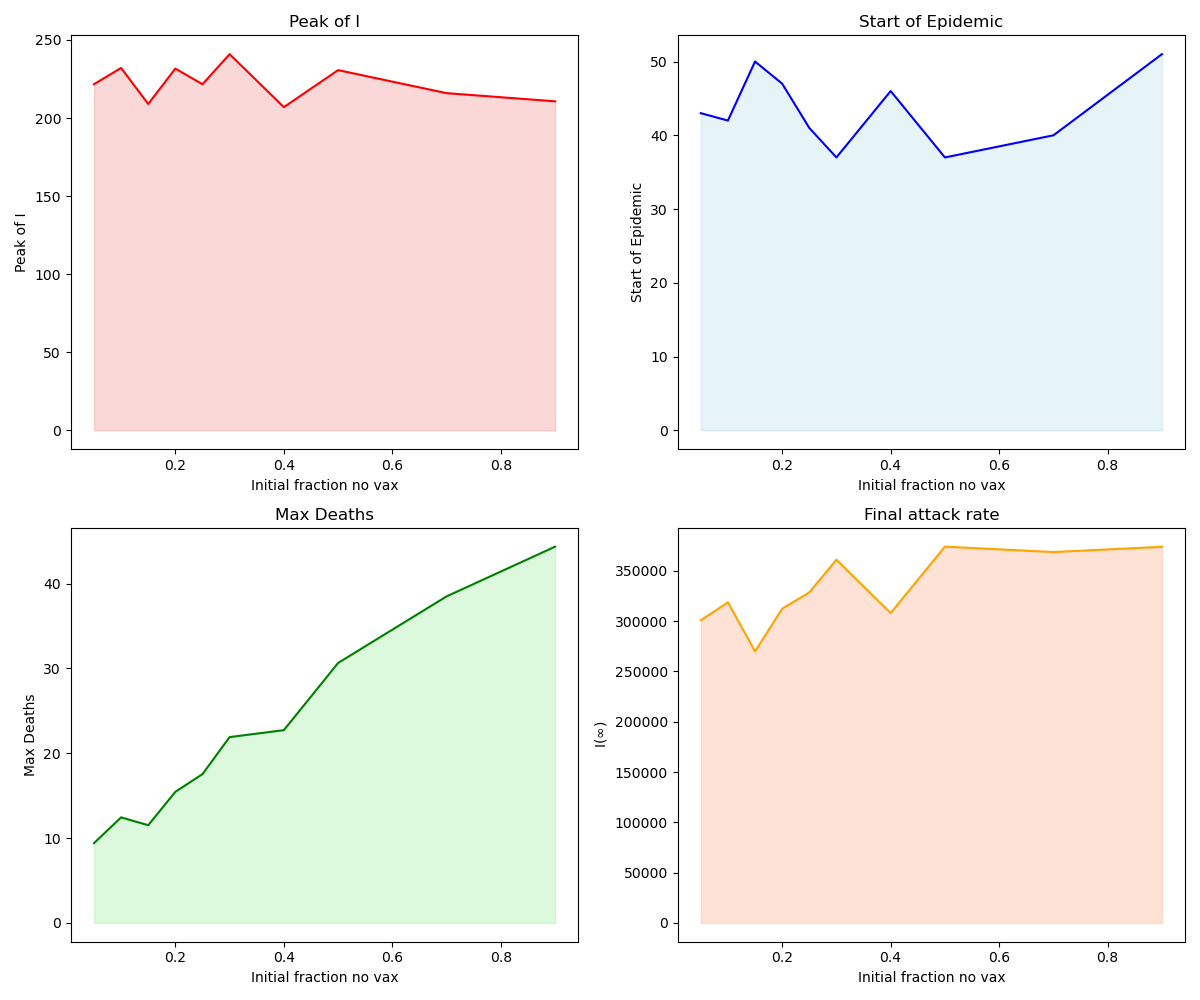 Peak of I
Peak of I
250
200
150
100
50
0
0.2 0.4 0.6 0.8
Initial fraction no vax
Start of Epidemic
Start of Epidemic
50
40
30
20
10
0
0.2 0.4 0.6 0.8
Initial fraction no vax
Max Deaths
Max Deaths
40
30
20
10
0
0.2 0.4 0.6 0.8
Initial fraction no vax
Final attack rate
I(∞)
350000
300000
250000
200000
150000
100000
50000
0
0.2 0.4 0.6 0.8
Initial fraction no vax